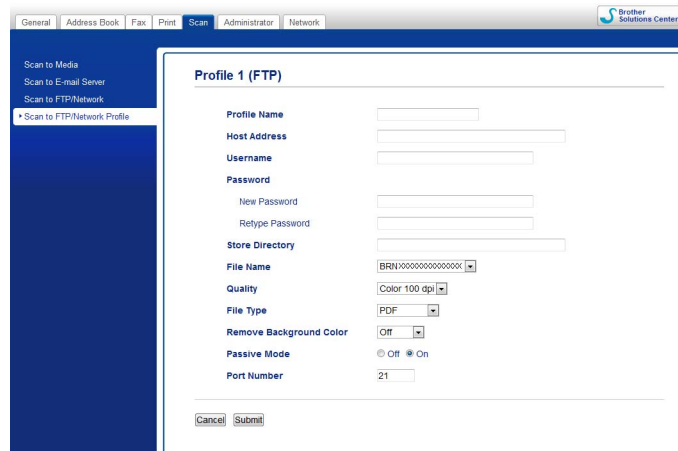 General Address Book Fax Print Scan Administrator Network
Brother
Solutions Center
Scan to Media
Scan to E-mail Server
Scan to FTP/Network
Scan to FTP/Network Profile
Profile 1 (FTP)
Profile Name
Host Address
Username
Password
New Password
Retype Password
Store Directory
File Name BRNXXXXXXXXXXXX
Quality Color 100 dpi
File Type PDF
Remove Background Color Off
Passive Mode Off On
Port Number 21
Cancel Submit